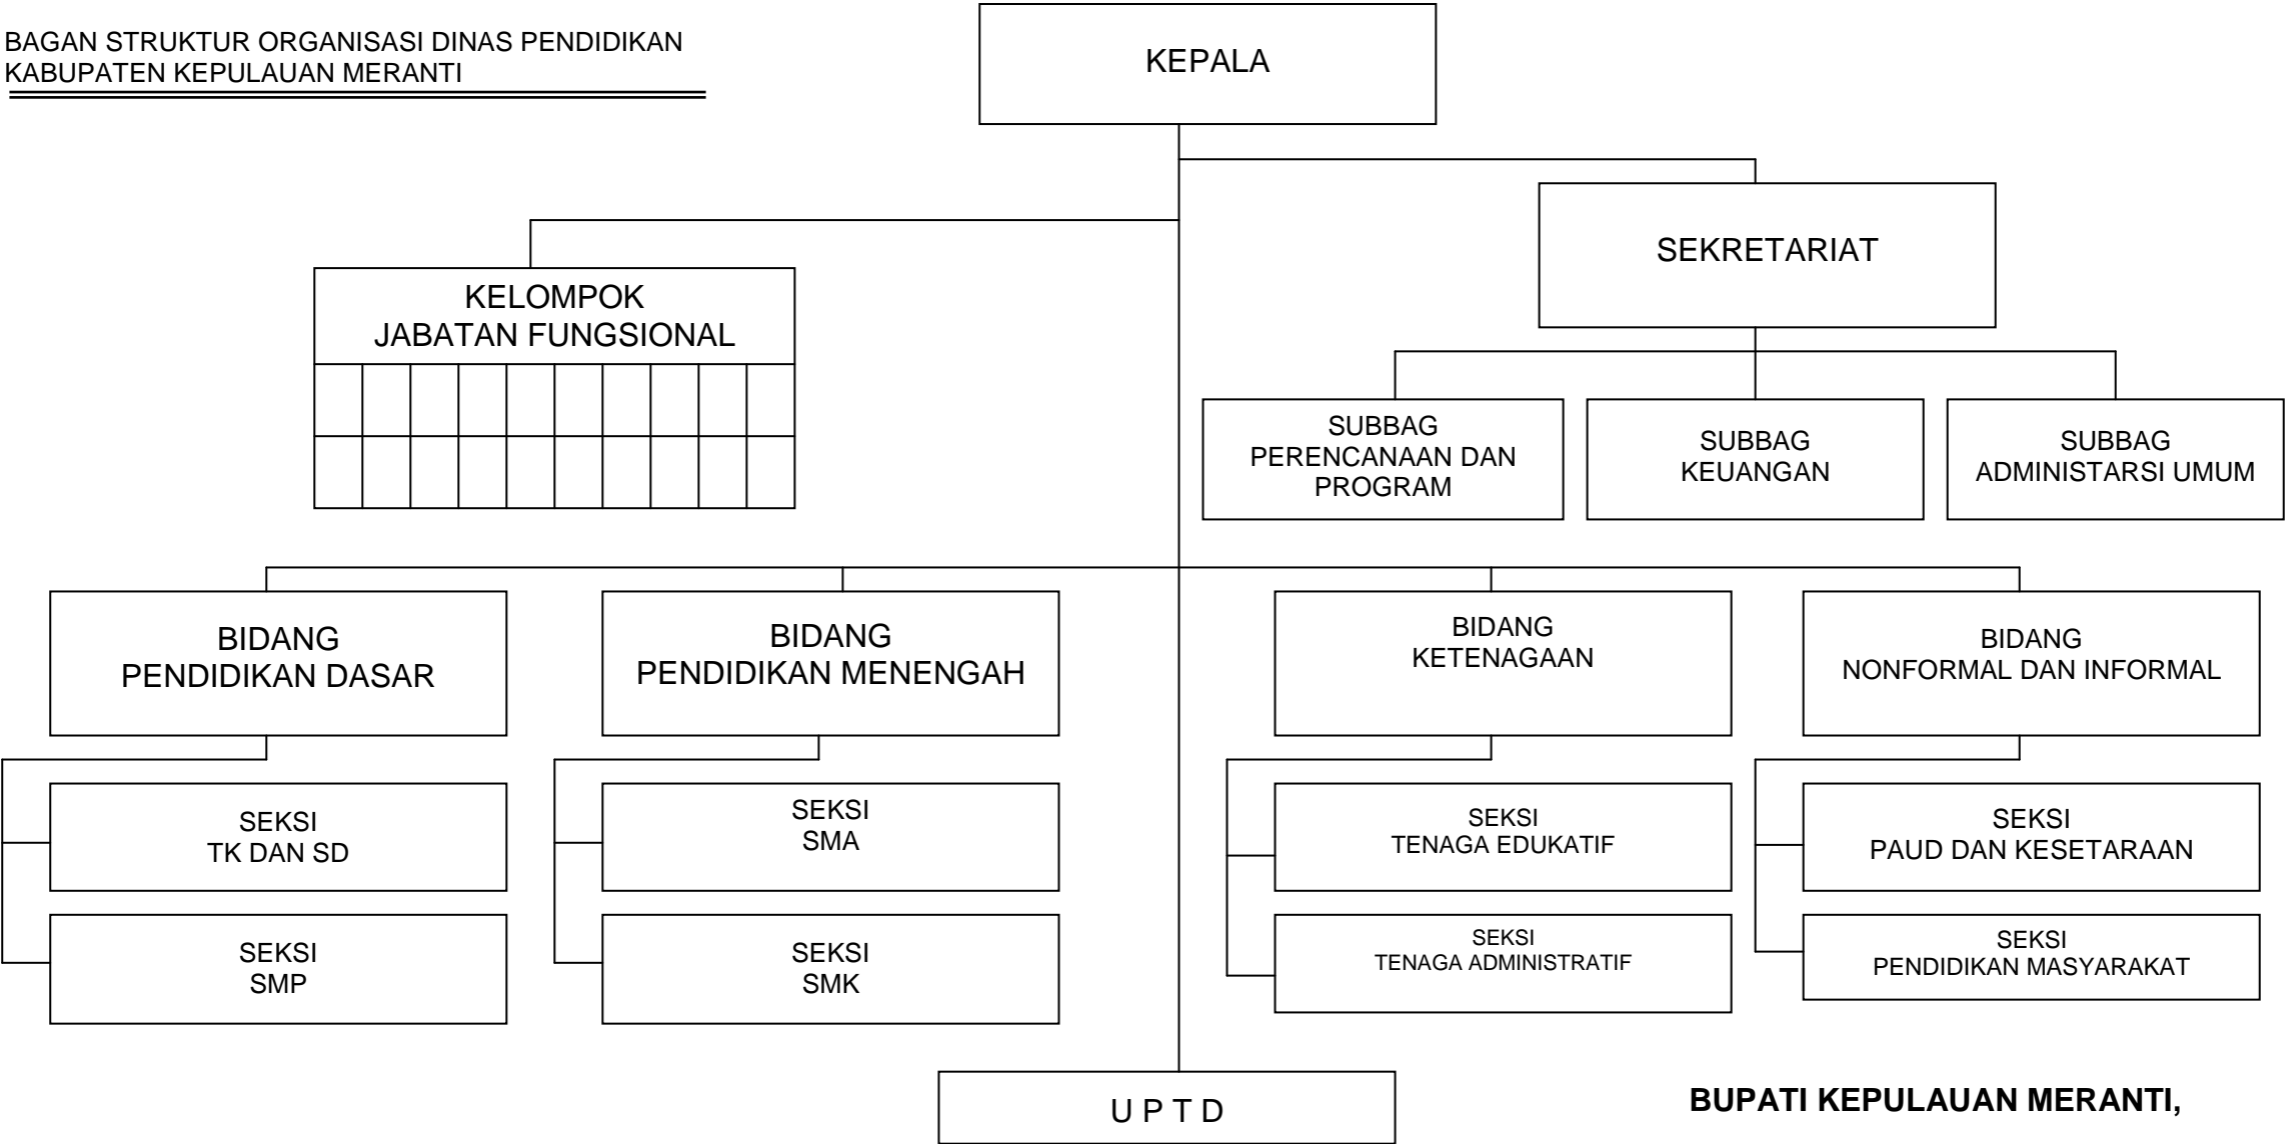 BAGAN STRUKTUR ORGANISASI DINAS PENDIDIKAN
KABUPATEN KEPULAUAN MERANTI
KEPALA
SEKRETARIAT
KELOMPOK
JABATAN FUNGSIONAL
SUBBAG
PERENCANAAN DAN
PROGRAM
SUBBAG
KEUANGAN
SUBBAG
ADMINISTARSI UMUM
BIDANG
PENDIDIKAN DASAR
BIDANG
PENDIDIKAN MENENGAH
BIDANG
KETENAGAAN
BIDANG
NONFORMAL DAN INFORMAL
SEKSI
TK DAN SD
SEKSI
SMA
SEKSI
TENAGA EDUKATIF
SEKSI
PAUD DAN KESETARAAN
SEKSI
SMP
SEKSI
SMK
SEKSI
TENAGA ADMINISTRATIF
SEKSI
PENDIDIKAN MASYARAKAT
U P T D
BUPATI KEPULAUAN MERANTI,